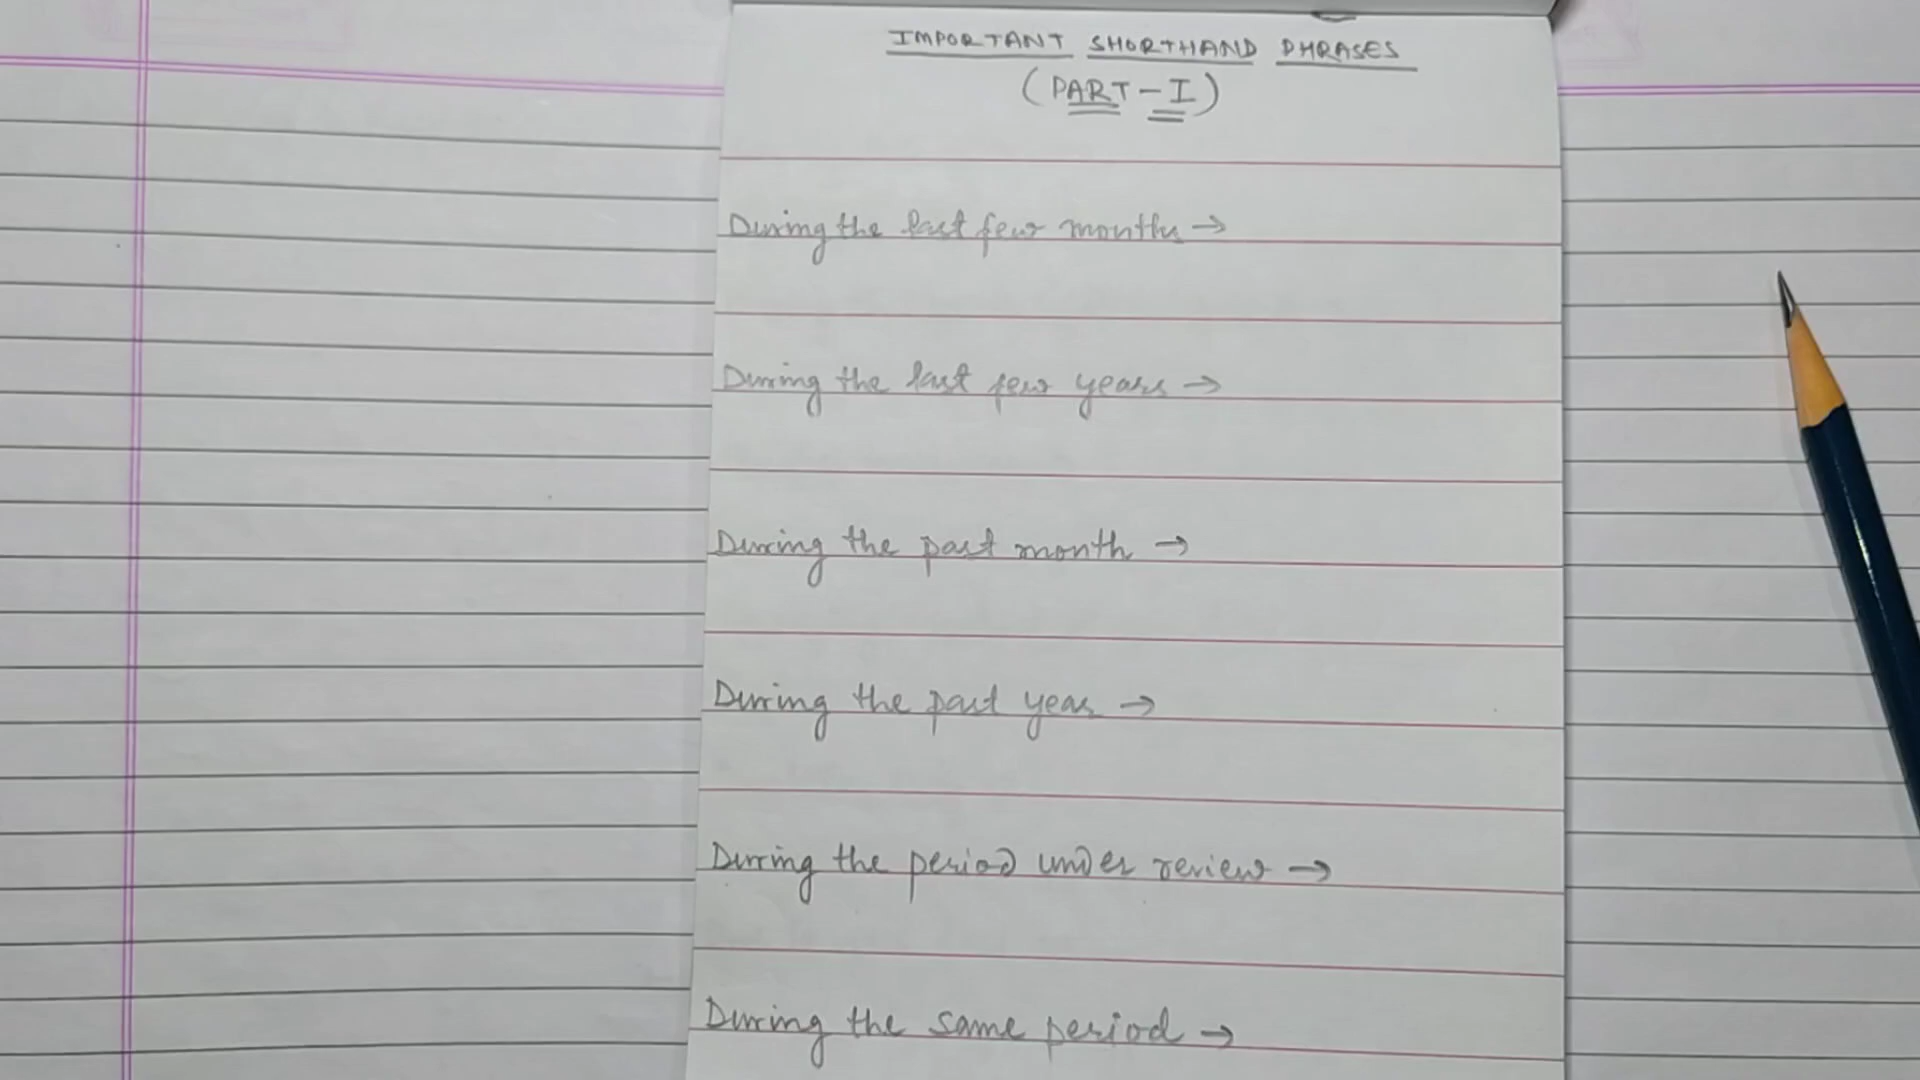 IMPORTANT SHORTHAND PHRASES
(PART-I)
During the last few months →
During the last few years →
During the past month →
During the past year →
During the period under review →
During the same period →